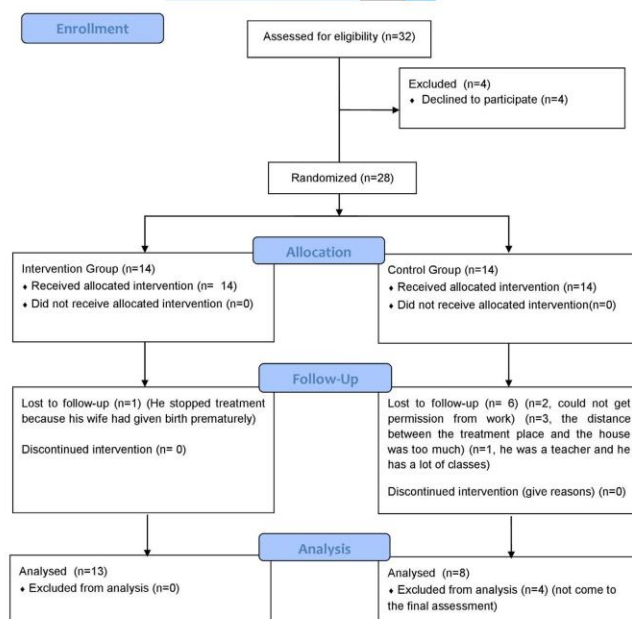 Enrollment
Assessed for eligibility (n=32)
Excluded (n=4)
♦ Declined to participate (n=4)
Randomized (n=28)
Allocation
Intervention Group (n=14)
♦ Received allocated intervention (n= 14)
♦ Did not receive allocated intervention (n=0)
Control Group (n=14)
♦ Received allocated intervention (n=14)
♦ Did not receive allocated intervention(n=0)
Follow-Up
Lost to follow-up (n=1) (He stopped treatment
because his wife had given birth prematurely)
Discontinued intervention (n= 0)
Lost to follow-up (n= 6) (n=2, could not get
permission from work) (n=3, the distance
between the treatment place and the house
was too much) (n=1, he was a teacher and he
has a lot of classes)
Discontinued intervention (give reasons) (n=0)
Analysis
Analysed (n=13)
♦ Excluded from analysis (n=0)
Analysed (n=8)
♦ Excluded from analysis (n=4) (not come to
the final assessment)